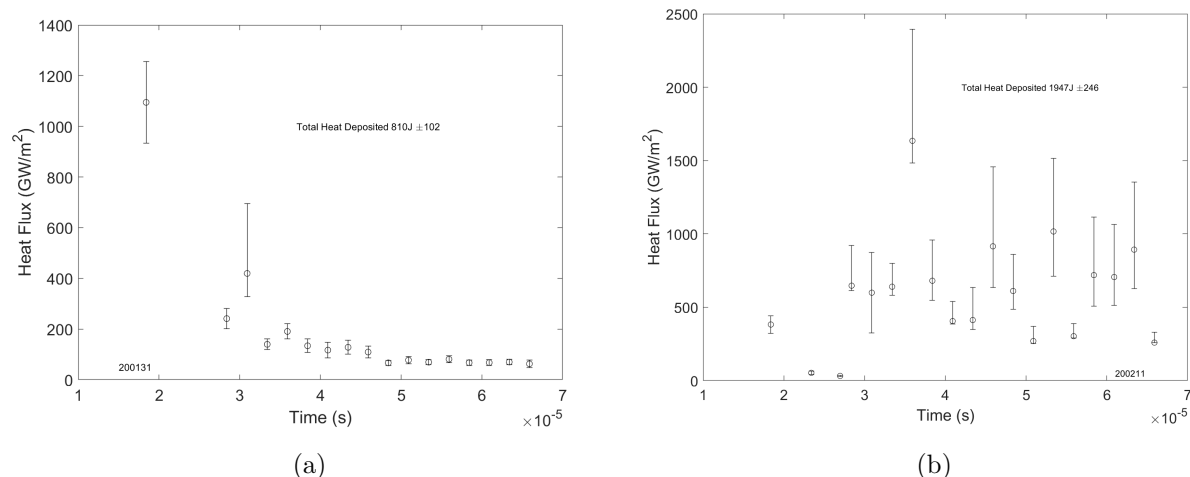 1400
1200
1000
800
600
400
200
0
Heat Flux (GW/m²)
Total Heat Deposited 810J ±102
200131
1 2 3 4 5 6 7
Time (s)
×10⁻⁵
(a)
2500
2000
1500
1000
500
0
Heat Flux (GW/m²)
Total Heat Deposited 1947J ±246
200211
1 2 3 4 5 6 7
Time (s)
×10⁻⁵
(b)